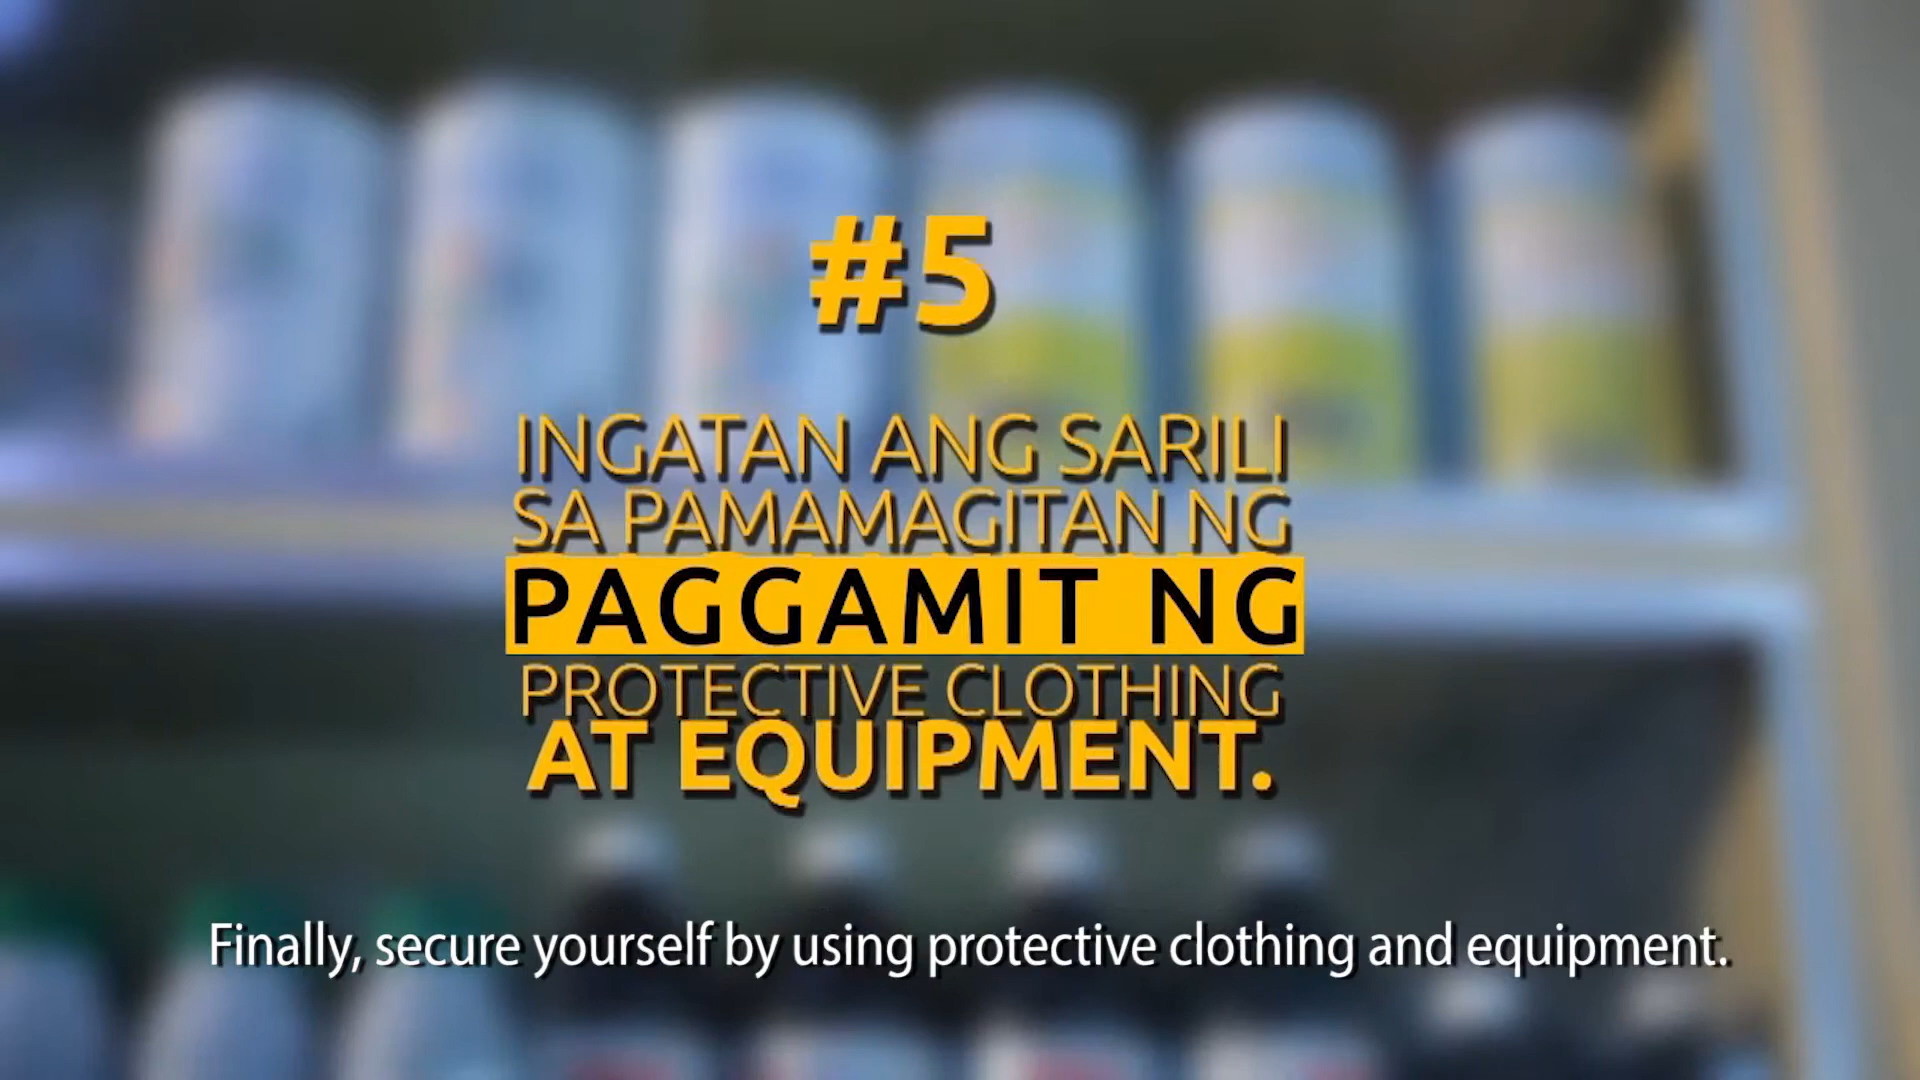 #5
INGATAN ANG SARILI
SA PAMAMAGITAN NG
PAGGAMIT NG
PROTECTIVE CLOTHING
AT EQUIPMENT.
Finally, secure yourself by using protective clothing and equipment.